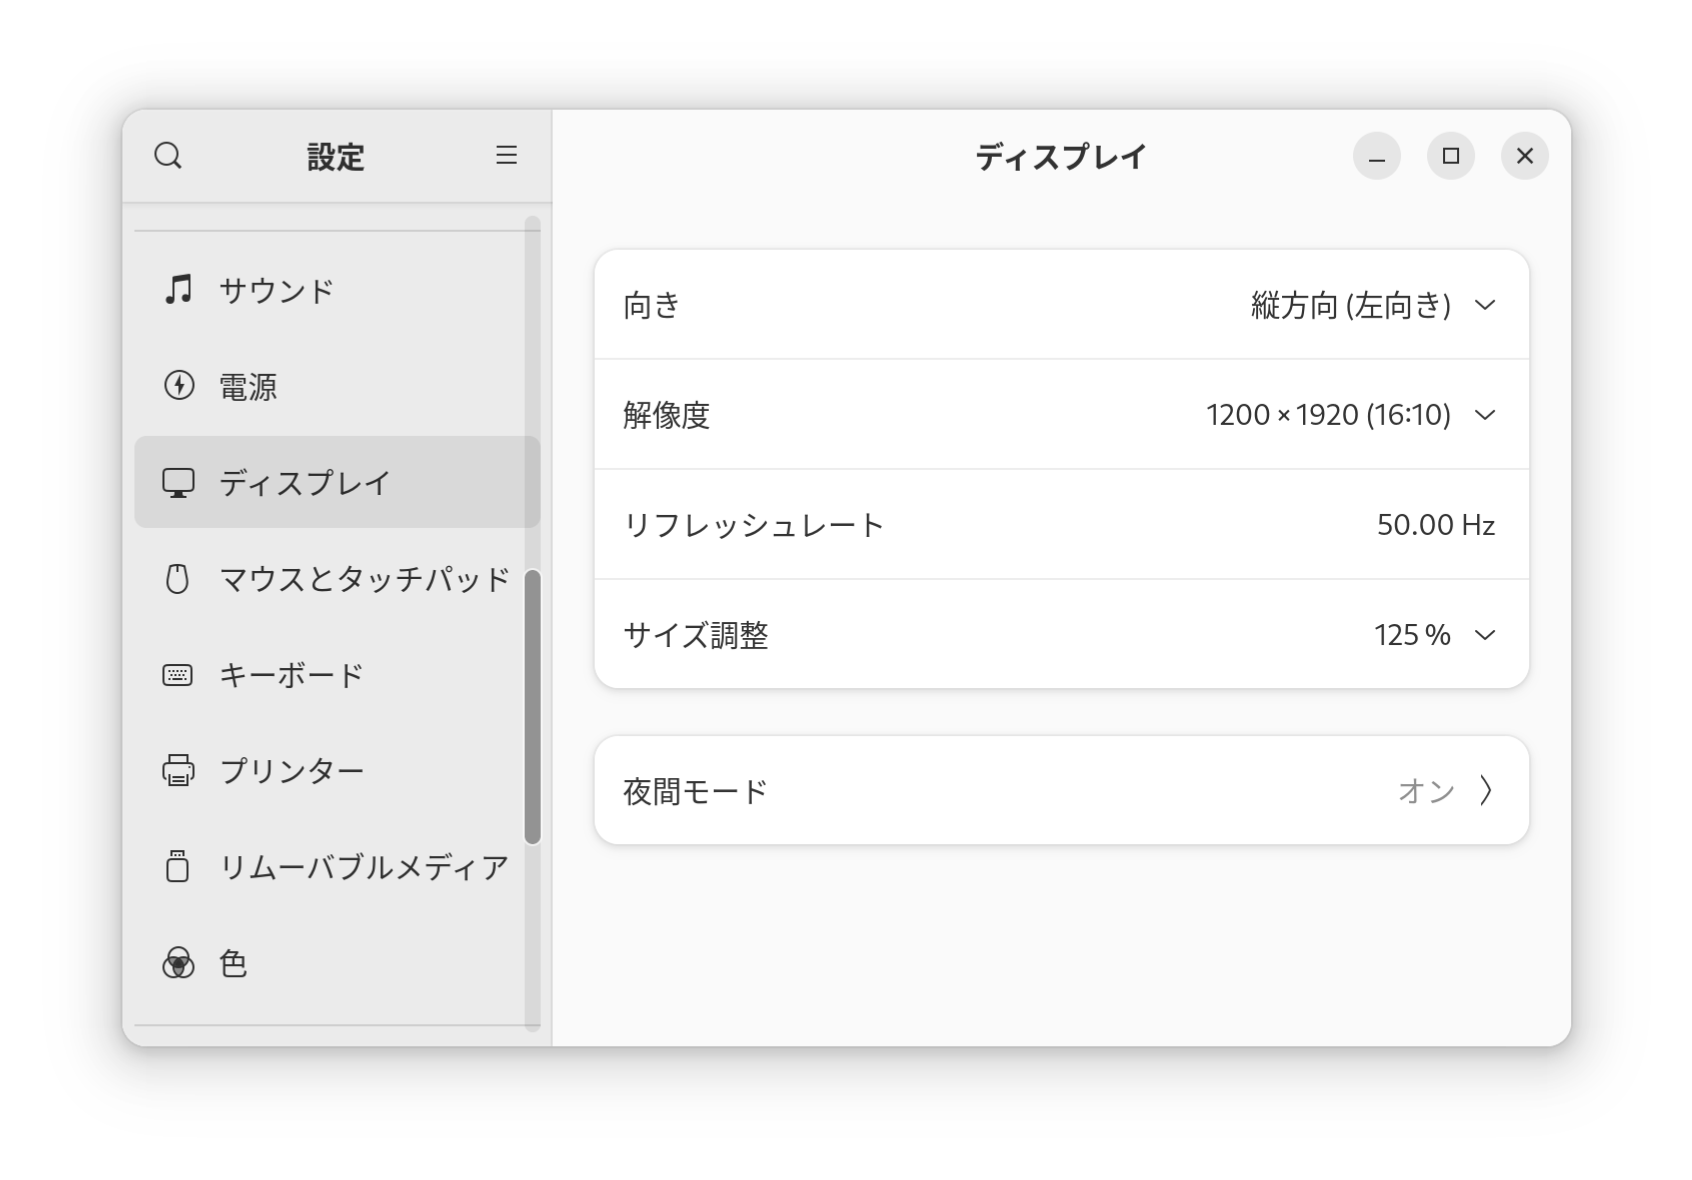 設定
サウンド
電源
ディスプレイ
マウスとタッチパッド
キーボード
プリンター
リムーバブルメディア
色
ディスプレイ
向き 縦方向 (左向き)
解像度 1200 × 1920 (16:10)
リフレッシュレート 50.00 Hz
サイズ調整 125 %
夜間モード オン